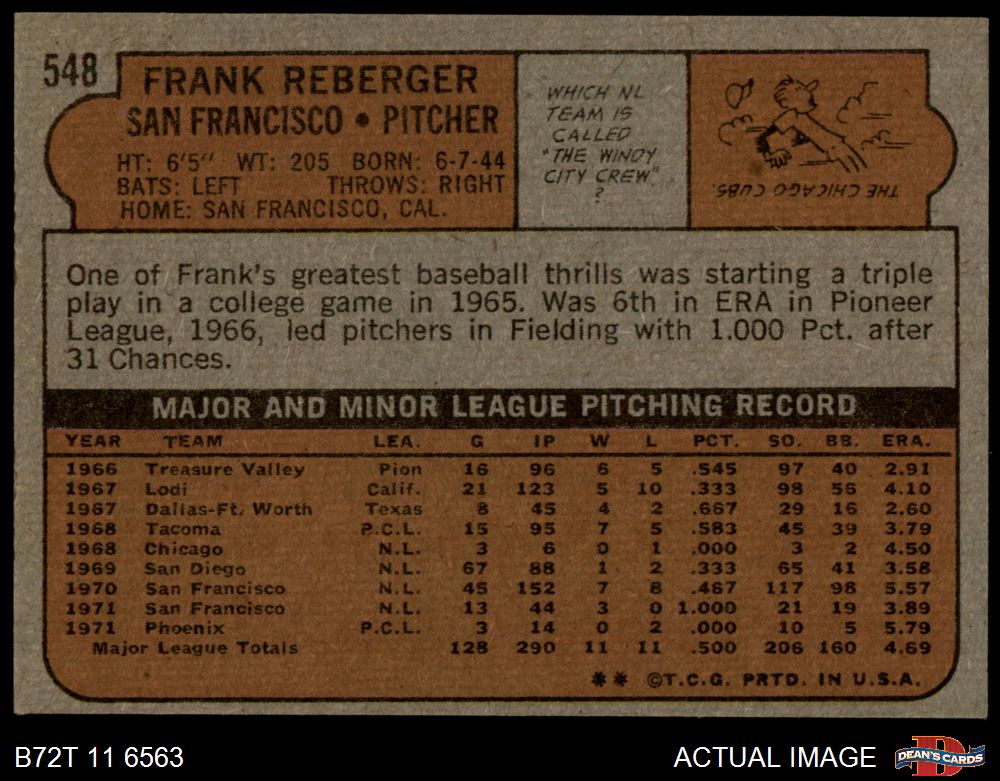 548
FRANK REBERGER
SAN FRANCISCO • PITCHER
HT: 6'5" WT: 205 BORN: 6-7-44
BATS: LEFT THROWS: RIGHT
HOME: SAN FRANCISCO, CAL.
WHICH NL
TEAM IS
CALLED
"THE WINDY
CITY CREW"
?
THE CHICAGO CUBS.
One of Frank's greatest baseball thrills was starting a triple
play in a college game in 1965. Was 6th in ERA in Pioneer
League, 1966, led pitchers in Fielding with 1.000 Pct. after
31 Chances.
MAJOR AND MINOR LEAGUE PITCHING RECORD
YEAR TEAM LEA. G IP W L PCT. SO. BB. ERA.
1966 Treasure Valley Pion 16 96 6 5 .545 97 40 2.91
1967 Lodi Calif. 21 123 5 10 .333 98 56 4.10
1967 Dallas-Ft. Worth Texas 8 45 4 2 .667 29 16 2.60
1968 Tacoma P.C.L. 15 95 7 5 .583 45 39 3.79
1968 Chicago N.L. 3 6 0 1 .000 3 2 4.50
1969 San Diego N.L. 67 88 1 2 .333 65 41 3.58
1970 San Francisco N.L. 45 152 7 8 .467 117 98 5.57
1971 San Francisco N.L. 13 44 3 0 1.000 21 19 3.89
1971 Phoenix P.C.L. 3 14 0 2 .000 10 5 5.79
Major League Totals 128 290 11 11 .500 206 160 4.69
** ©T.C.G. PRTD. IN U.S.A.
B72T 11 6563
ACTUAL IMAGE
D
DEAN'S CARDS